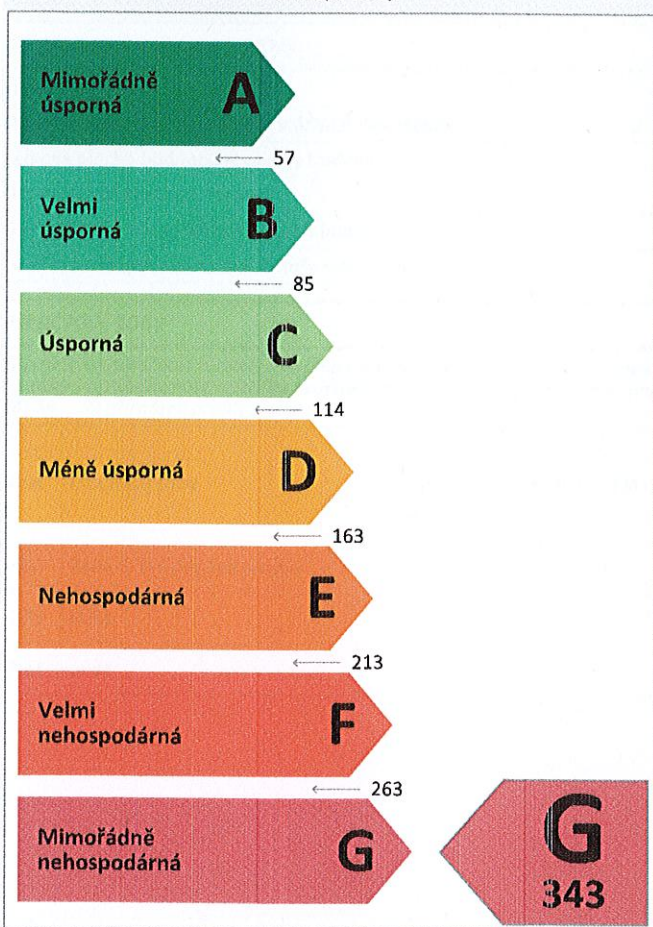 Mimořádně
úsporná
A
57
Velmi
úsporná
B
85
Úsporná
C
114
Méně úsporná
D
163
Nehospodárná
E
213
Velmi
nehospodárná
F
263
Mimořádně
nehospodárná
G
G
343